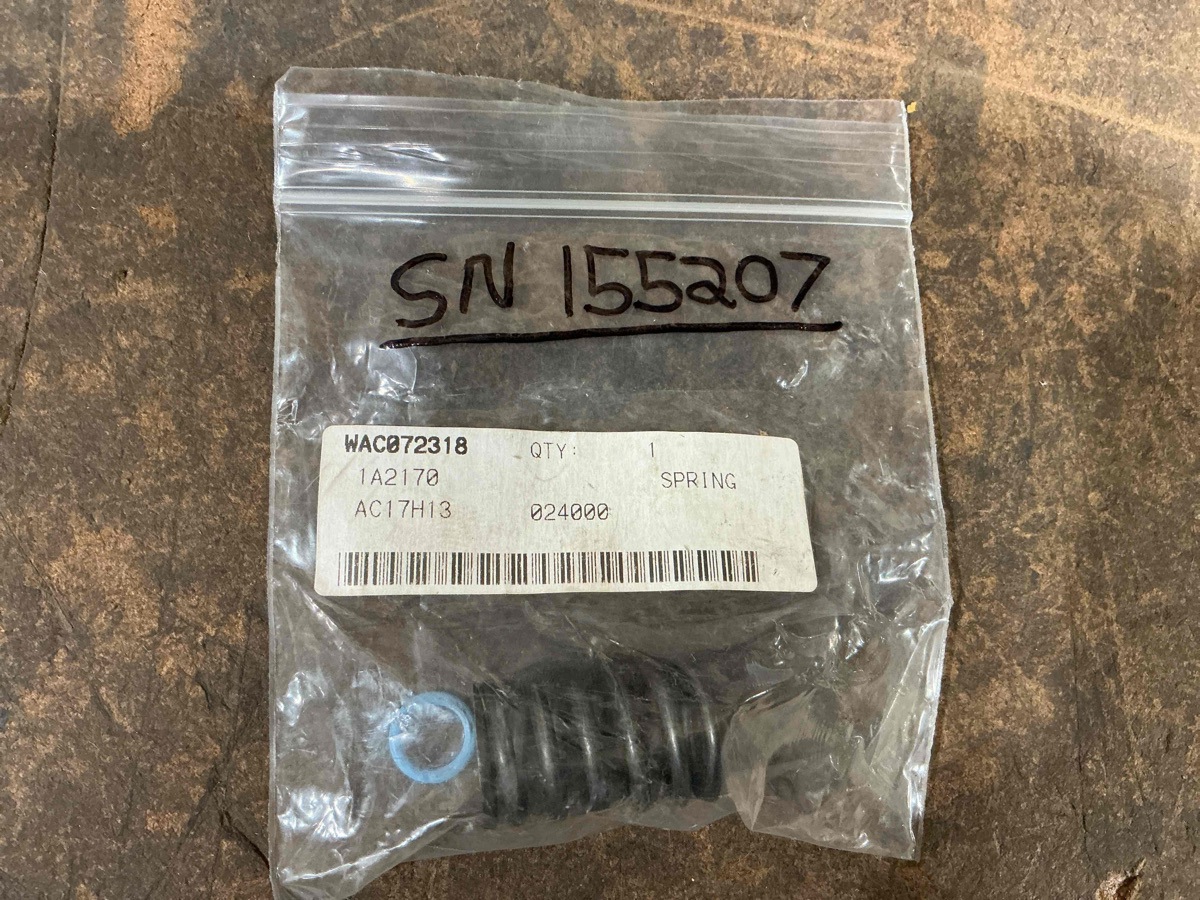 SN 155207
WAC072318 QTY: 1
1A2170 SPRING
AC17H13 024000